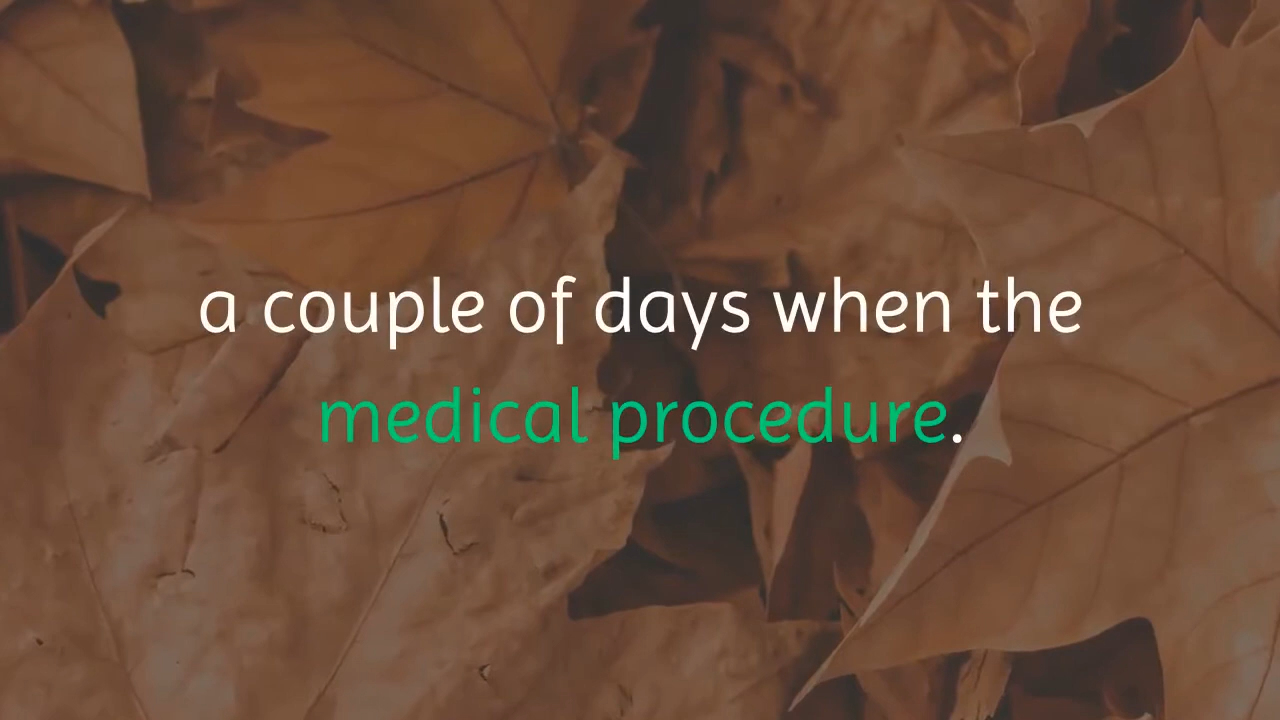 a couple of days when the
medical procedure.